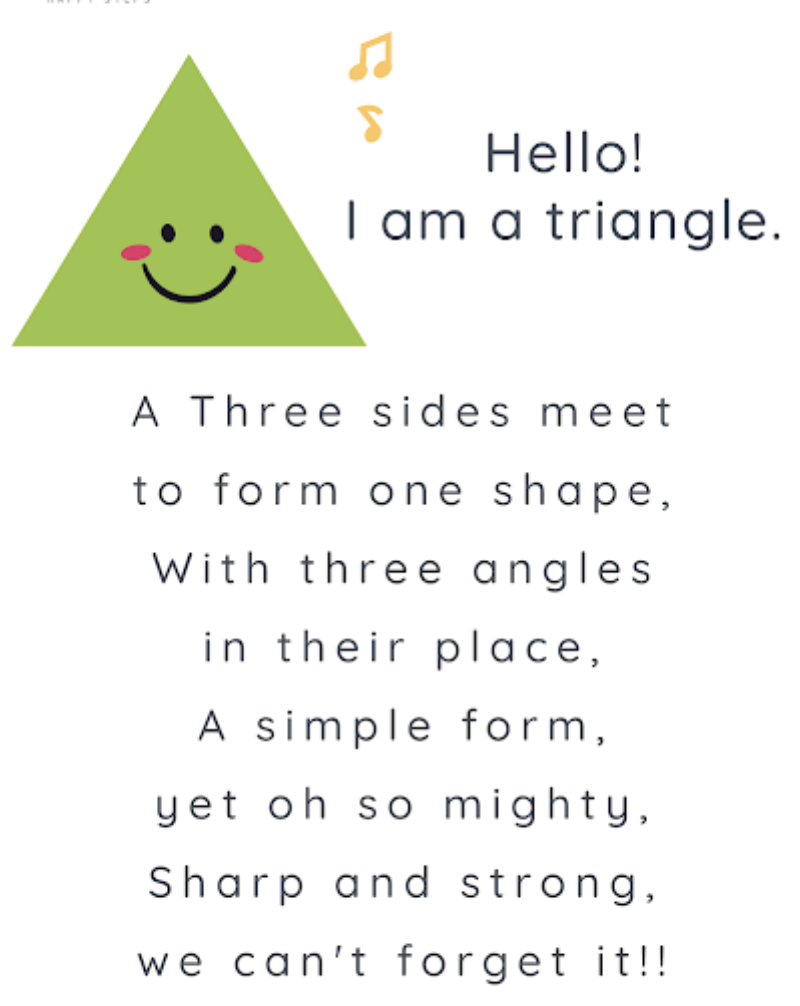 Hello!
I am a triangle.
A Three sides meet
to form one shape,
With three angles
in their place,
A simple form,
yet oh so mighty,
Sharp and strong,
we can't forget it!!